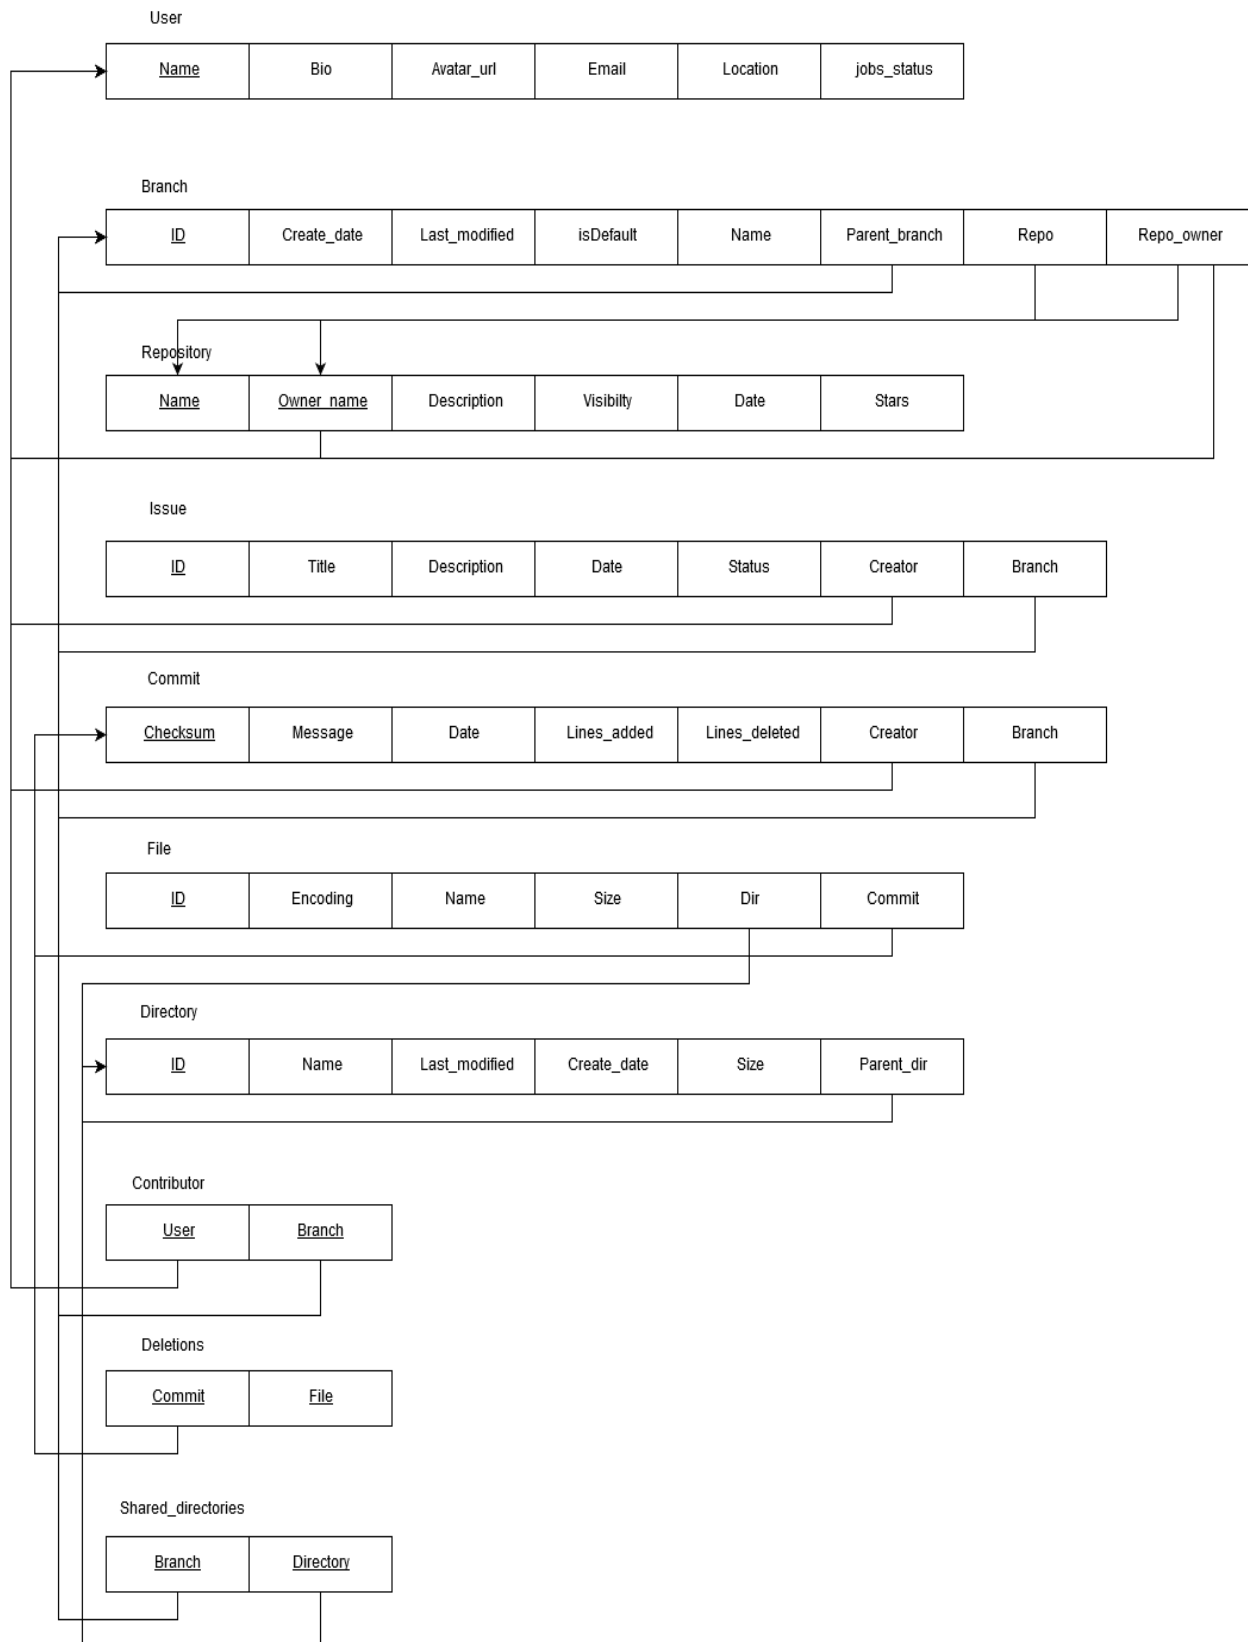 User
Name Bio Avatar_url Email Location jobs_status
Branch
ID Create_date Last_modified isDefault Name Parent_branch Repo Repo_owner
Repository
Name Owner_name Description Visibilty Date Stars
Issue
ID Title Description Date Status Creator Branch
Commit
Checksum Message Date Lines_added Lines_deleted Creator Branch
File
ID Encoding Name Size Dir Commit
Directory
ID Name Last_modified Create_date Size Parent_dir
Contributor
User Branch
Deletions
Commit File
Shared_directories
Branch Directory